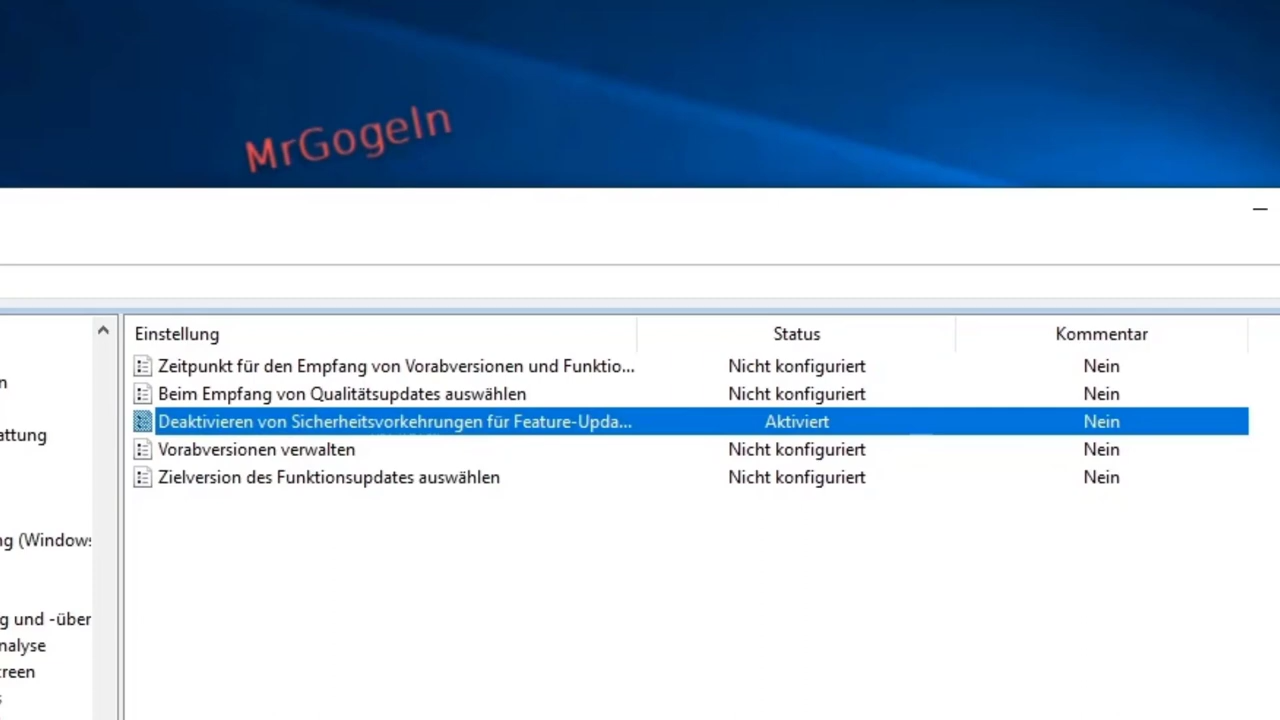 MrGogeln
Einstellung Status Kommentar
Zeitpunkt für den Empfang von Vorabversionen und Funktio... Nicht konfiguriert Nein
Beim Empfang von Qualitätsupdates auswählen Nicht konfiguriert Nein
Deaktivieren von Sicherheitsvorkehrungen für Feature-Upda... Aktiviert Nein
Vorabversionen verwalten Nicht konfiguriert Nein
Zielversion des Funktionsupdates auswählen Nicht konfiguriert Nein
n
attung
ng (Windows
g und -über
nalyse
reen